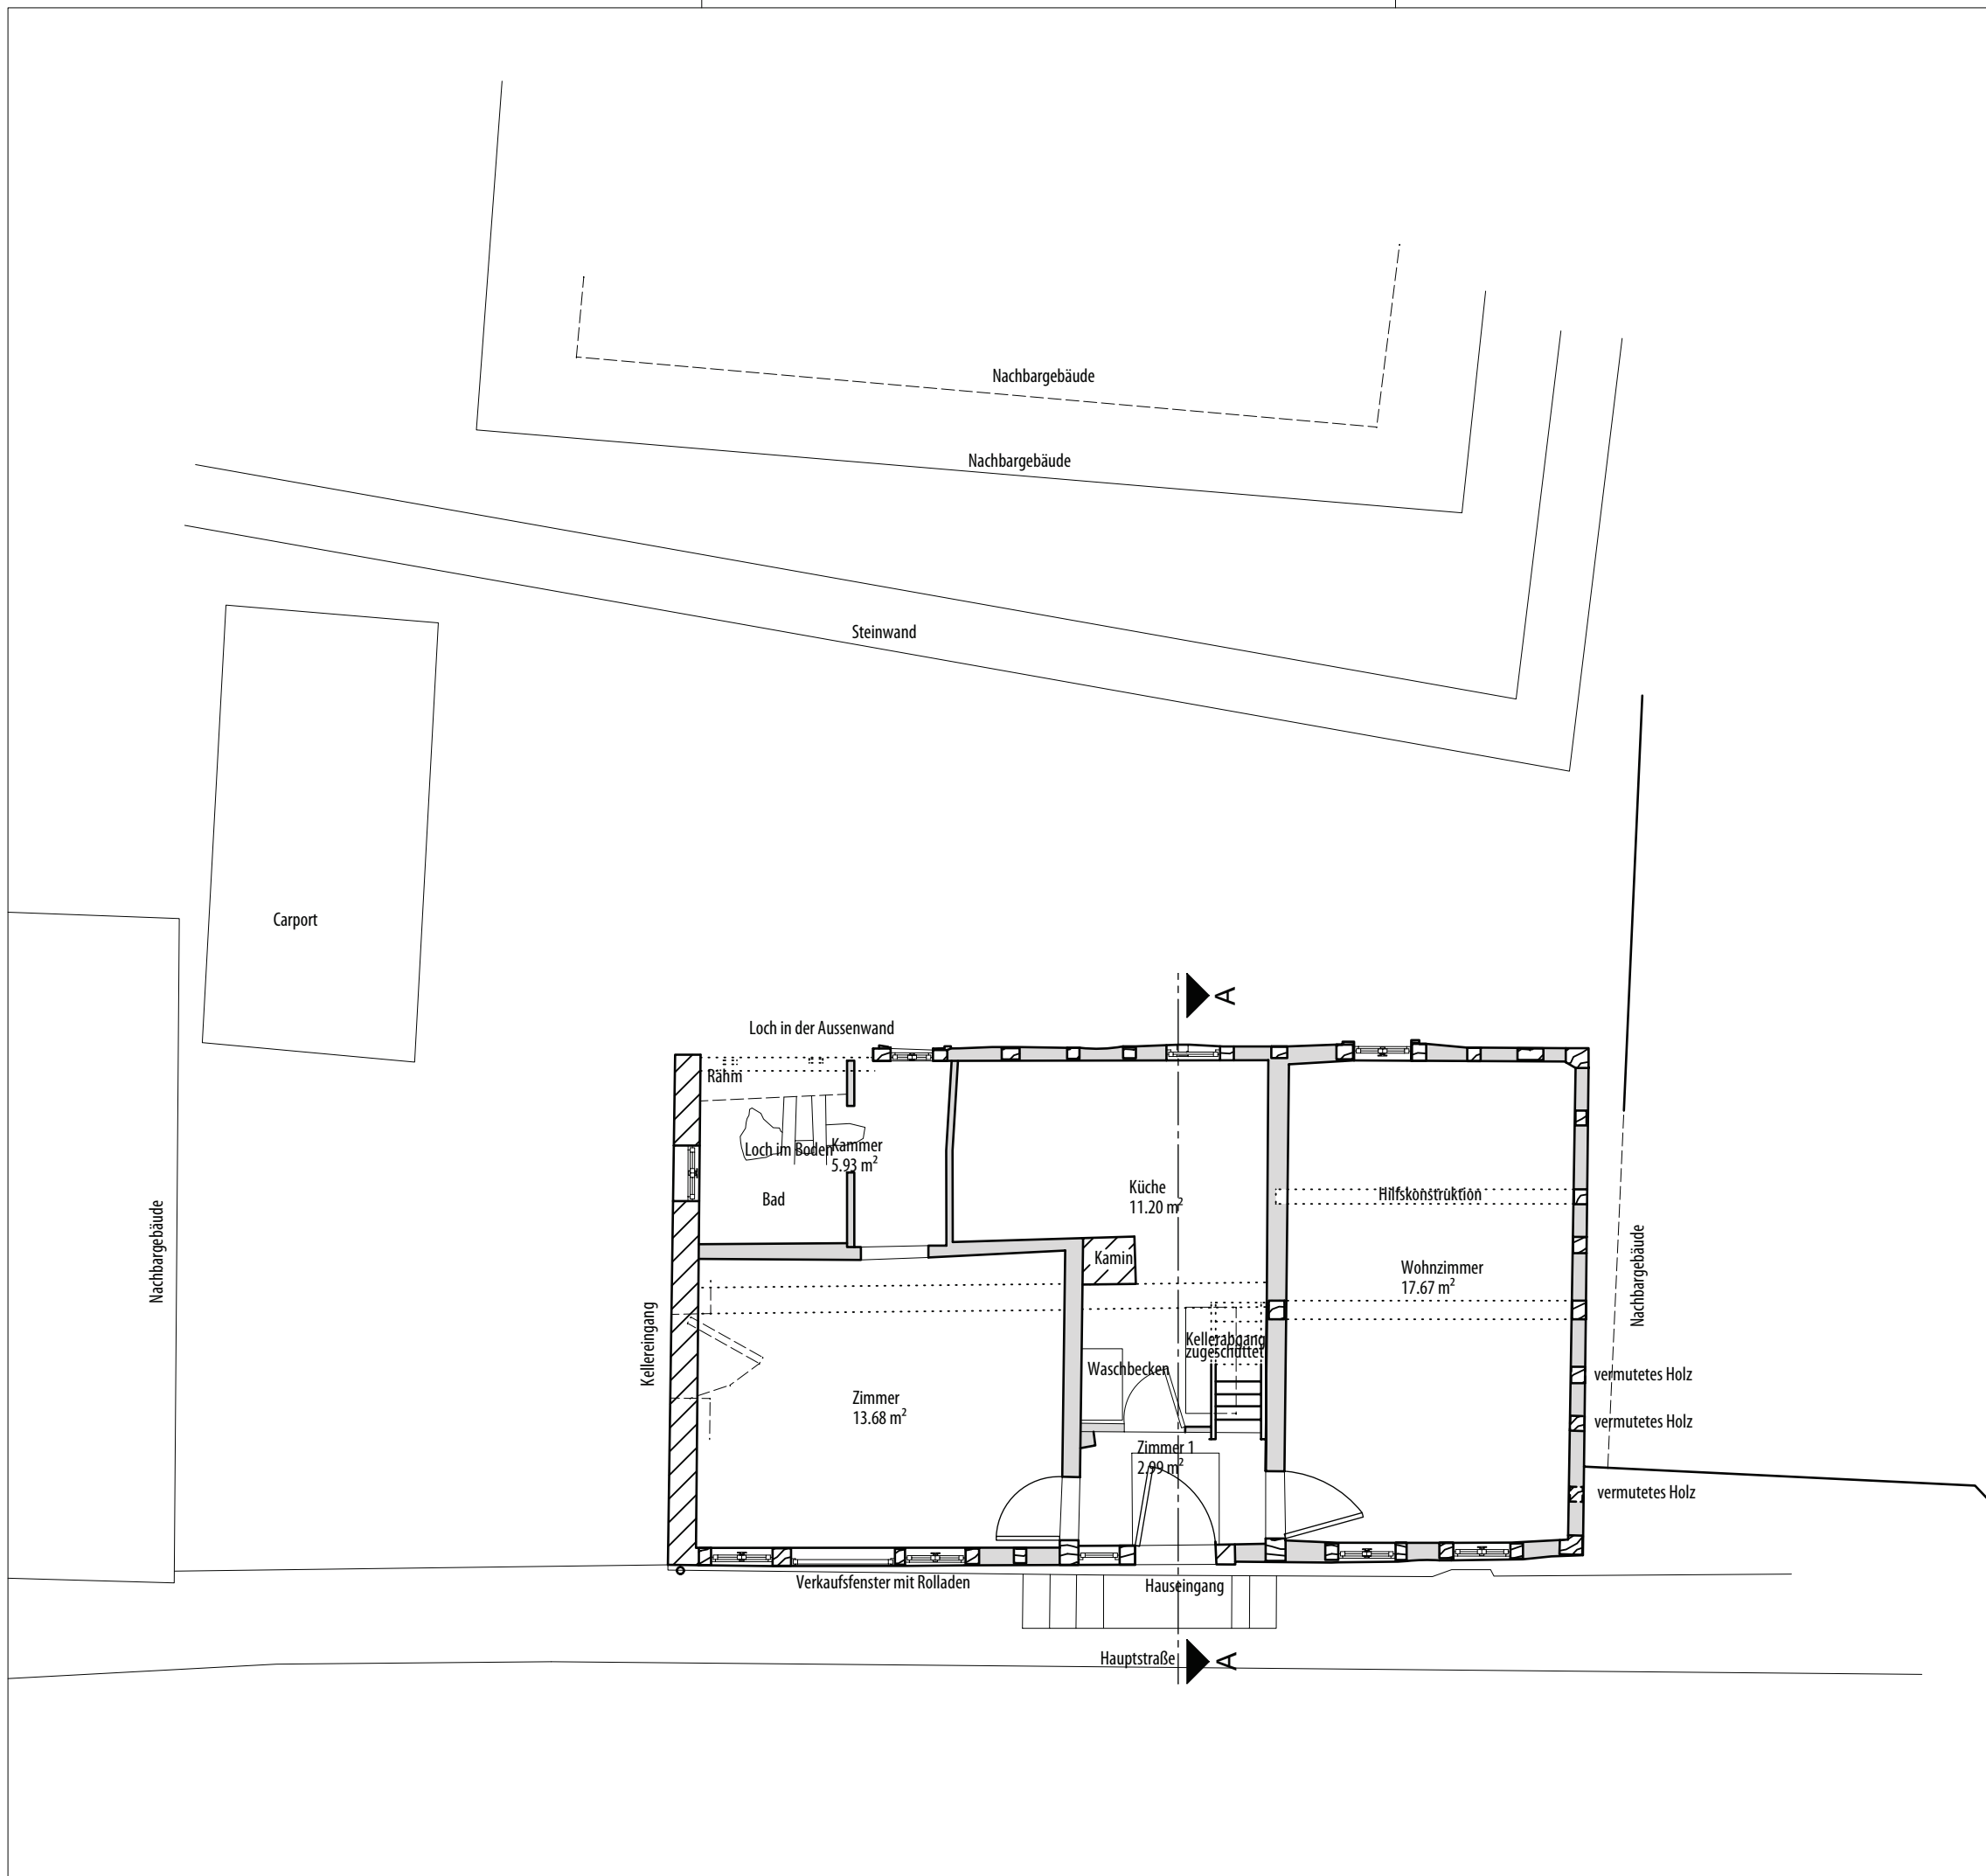 Nachbargebäude
Nachbargebäude
Steinwand
Carport
A
Loch in der Aussenwand
Rähm
Loch im Boden
Kammer
5.93 m²
Bad
Küche
11.20 m²
Hilfskonstruktion
Nachbargebäude
Kamin
Wohnzimmer
17.67 m²
Nachbargebäude
Kellereingang
Kellerabgang
zugeschüttet
Waschbecken
vermutetes Holz
Zimmer
13.68 m²
vermutetes Holz
Zimmer 1
2.99 m²
vermutetes Holz
Verkaufsfenster mit Rolladen
Hauseingang
Hauptstraße
A